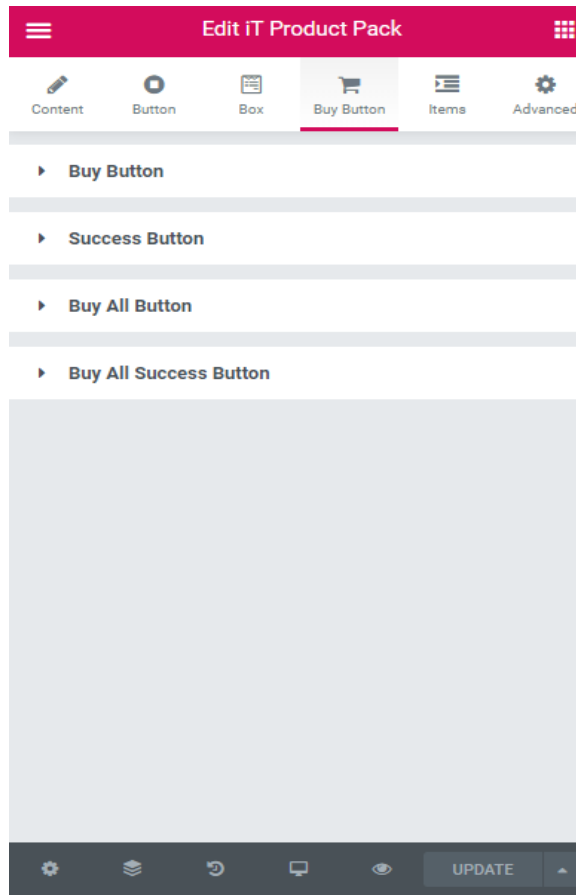 Edit iT Product Pack
Content Button Box Buy Button Items Advanced
Buy Button
Success Button
Buy All Button
Buy All Success Button
UPDATE